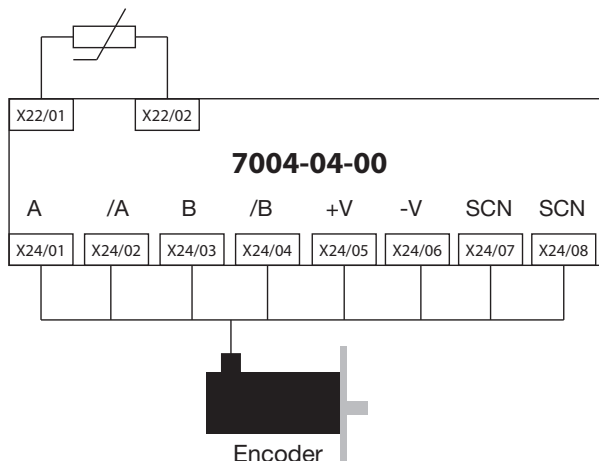 X22/01 X22/02
7004-04-00
A /A B /B +V -V SCN SCN
X24/01 X24/02 X24/03 X24/04 X24/05 X24/06 X24/07 X24/08
Encoder